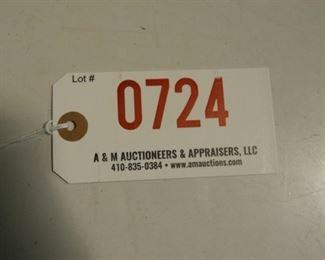 Lot #
0724
A & M AUCTIONEERS & APPRAISERS, LLC
410-835-0384 • www.amauctions.com